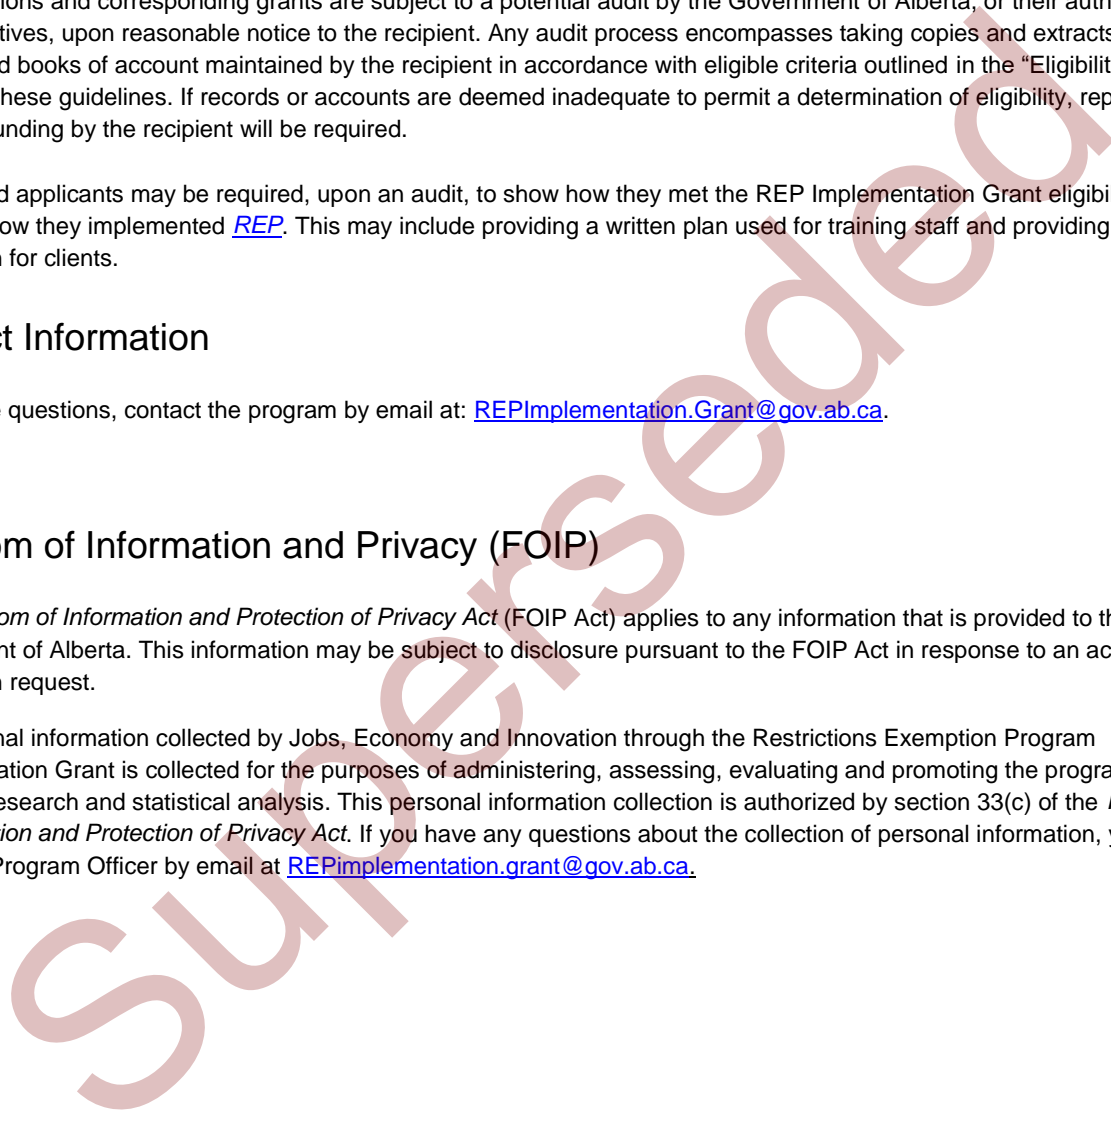 ions and corresponding grants are subject to a potential audit by the Government of Alberta, or their auth
tives, upon reasonable notice to the recipient. Any audit process encompasses taking copies and extracts
d books of account maintained by the recipient in accordance with eligible criteria outlined in the “Eligibilit
hese guidelines. If records or accounts are deemed inadequate to permit a determination of eligibility, rep
unding by the recipient will be required.
d applicants may be required, upon an audit, to show how they met the REP Implementation Grant eligibi
ow they implemented REP. This may include providing a written plan used for training staff and providing
n for clients.
ct Information
e questions, contact the program by email at: REPImplementation.Grant@gov.ab.ca.
om of Information and Privacy (FOIP)
om of Information and Protection of Privacy Act (FOIP Act) applies to any information that is provided to th
nt of Alberta. This information may be subject to disclosure pursuant to the FOIP Act in response to an ac
n request.
nal information collected by Jobs, Economy and Innovation through the Restrictions Exemption Program
ation Grant is collected for the purposes of administering, assessing, evaluating and promoting the progra
esearch and statistical analysis. This personal information collection is authorized by section 33(c) of the
tion and Protection of Privacy Act. If you have any questions about the collection of personal information, y
Program Officer by email at REPimplementation.grant@gov.ab.ca.
Superseded